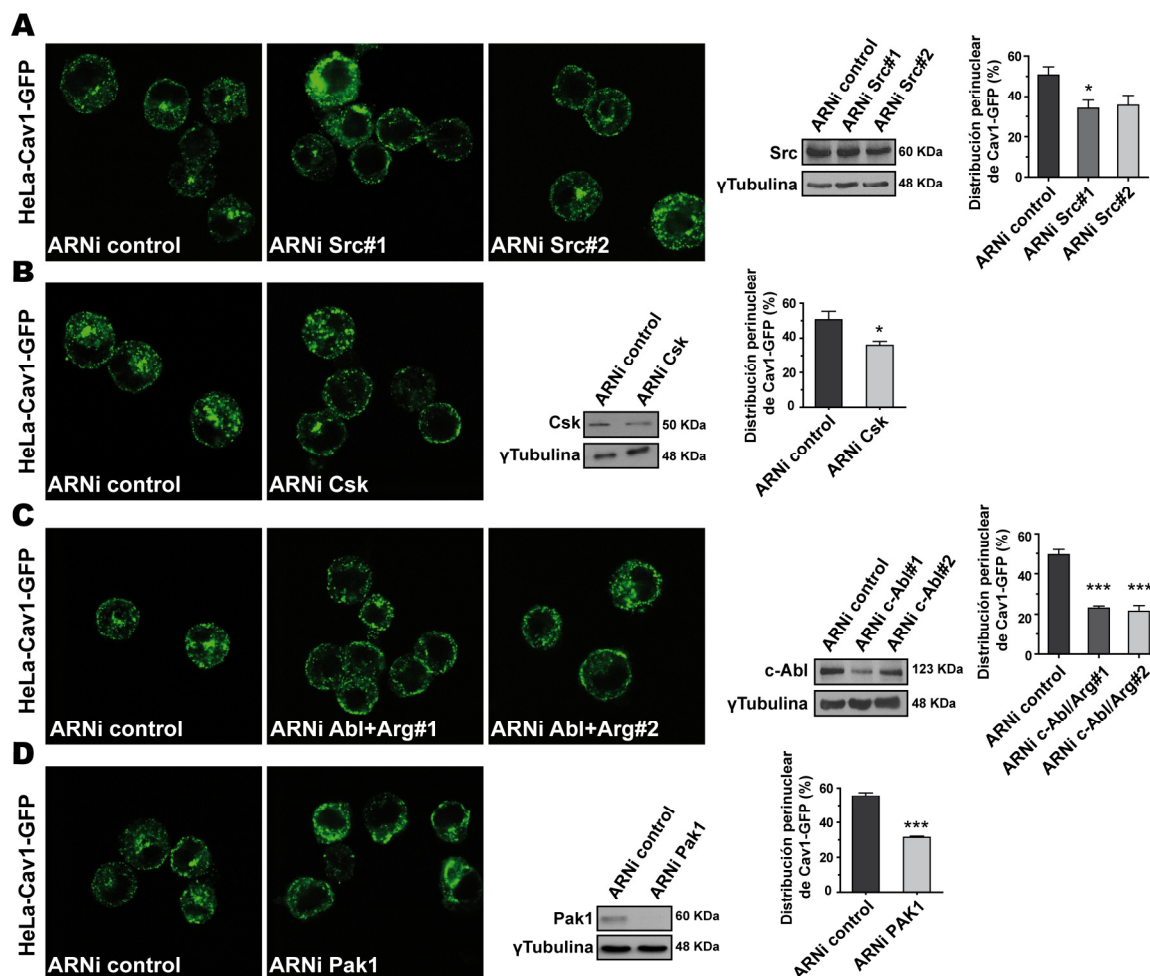 A
HeLa-Cav1-GFP
ARNi control
ARNi Src#1
ARNi Src#2
ARNi control
ARNi Src#1
ARNi Src#2
Src
60 KDa
γTubulina
48 KDa
Distribución perinuclear
de Cav1-GFP (%)
60
40
20
0
*
ARNi control
ARNi Src#1
ARNi Src#2
B
HeLa-Cav1-GFP
ARNi control
ARNi Csk
ARNi control
ARNi Csk
Csk
50 KDa
γTubulina
48 KDa
Distribución perinuclear
de Cav1-GFP (%)
60
40
20
0
*
ARNi control
ARNi Csk
C
HeLa-Cav1-GFP
ARNi control
ARNi Abl+Arg#1
ARNi Abl+Arg#2
ARNi control
ARNi c-Abl#1
ARNi c-Abl#2
c-Abl
123 KDa
γTubulina
48 KDa
Distribución perinuclear
de Cav1-GFP (%)
60
40
20
0
***
***
ARNi control
ARNi c-Abl/Arg#1
ARNi c-Abl/Arg#2
D
HeLa-Cav1-GFP
ARNi control
ARNi Pak1
ARNi control
ARNi Pak1
Pak1
60 KDa
γTubulina
48 KDa
Distribución perinuclear
de Cav1-GFP (%)
60
40
20
0
***
ARNi control
ARNi PAK1